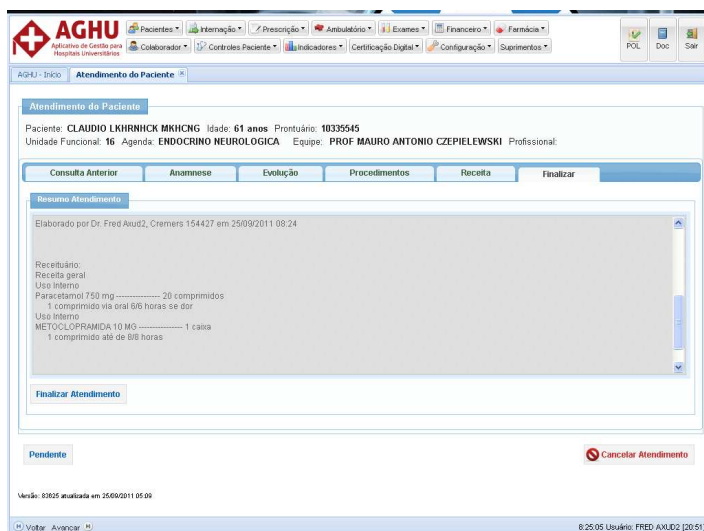 AGHU
Aplicativo de Gestão para
Hospitais Universitários
Pacientes Internação Prescrição Ambulatório Exames Financeiro Farmácia
Colaborador Controles Paciente Indicadores Certificação Digital Configuração Suprimentos
POL Doc Sair
AGHU - Início Atendimento do Paciente
Atendimento do Paciente
Paciente: CLAUDIO LKHRNHCK MKHCNG Idade: 61 anos Prontuário: 10335545
Unidade Funcional: 16 Agenda: ENDOCRINO NEUROLOGICA Equipe: PROF MAURO ANTONIO CZEPIELEWSKI Profissional:
Consulta Anterior Anamnese Evolução Procedimentos Receita Finalizar
Resumo Atendimento
Elaborado por Dr. Fred Axud2, Cremers 154427 em 25/09/2011 08:24
Receituário:
Receita geral
Uso Interno
Paracetamol 750 mg ---------------- 20 comprimidos
1 comprimido via oral 6/6 horas se dor
Uso Interno
METOCLOPRAMIDA 10 MG ---------------- 1 caixa
1 comprimido até de 8/8 horas
Finalizar Atendimento
Pendente Cancelar Atendimento
Versão: 83625 atualizada em 25/09/2011 05:09
Voltar Avançar 8:25:05 Usuário: FRED AXUD2 [20:51]